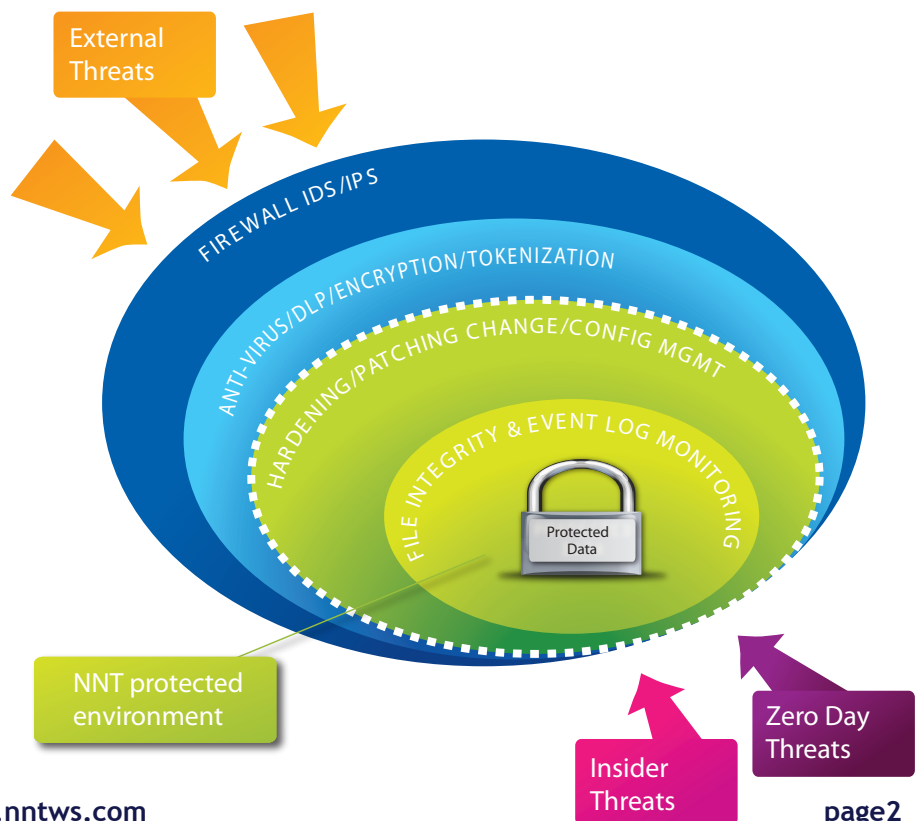 External
Threats
FIREWALL IDS/IPS
ANTI-VIRUS/DLP/ENCRYPTION/TOKENIZATION
HARDENING/PATCHING CHANGE/CONFIG MGMT
FILE INTEGRITY & EVENT LOG MONITORING
Protected
Data
NNT protected
environment
Zero Day
Threats
Insider
Threats
.nntws.com
page2